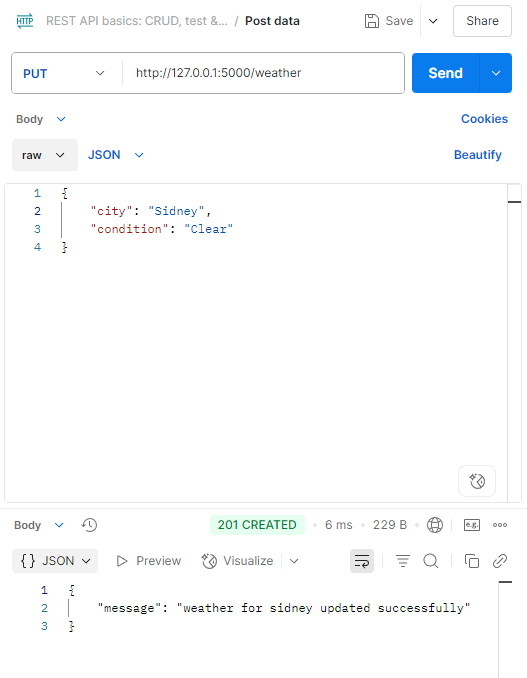 HTTP REST API basics: CRUD, test &... / Post data Save Share
PUT http://127.0.0.1:5000/weather Send
Body Cookies
raw JSON Beautify
1 {
2 "city": "Sidney",
3 "condition": "Clear"
4 }
Body 201 CREATED • 6 ms • 229 B e.g. ...
{} JSON Preview Visualize
1 {
2 "message": "weather for sidney updated successfully"
3 }